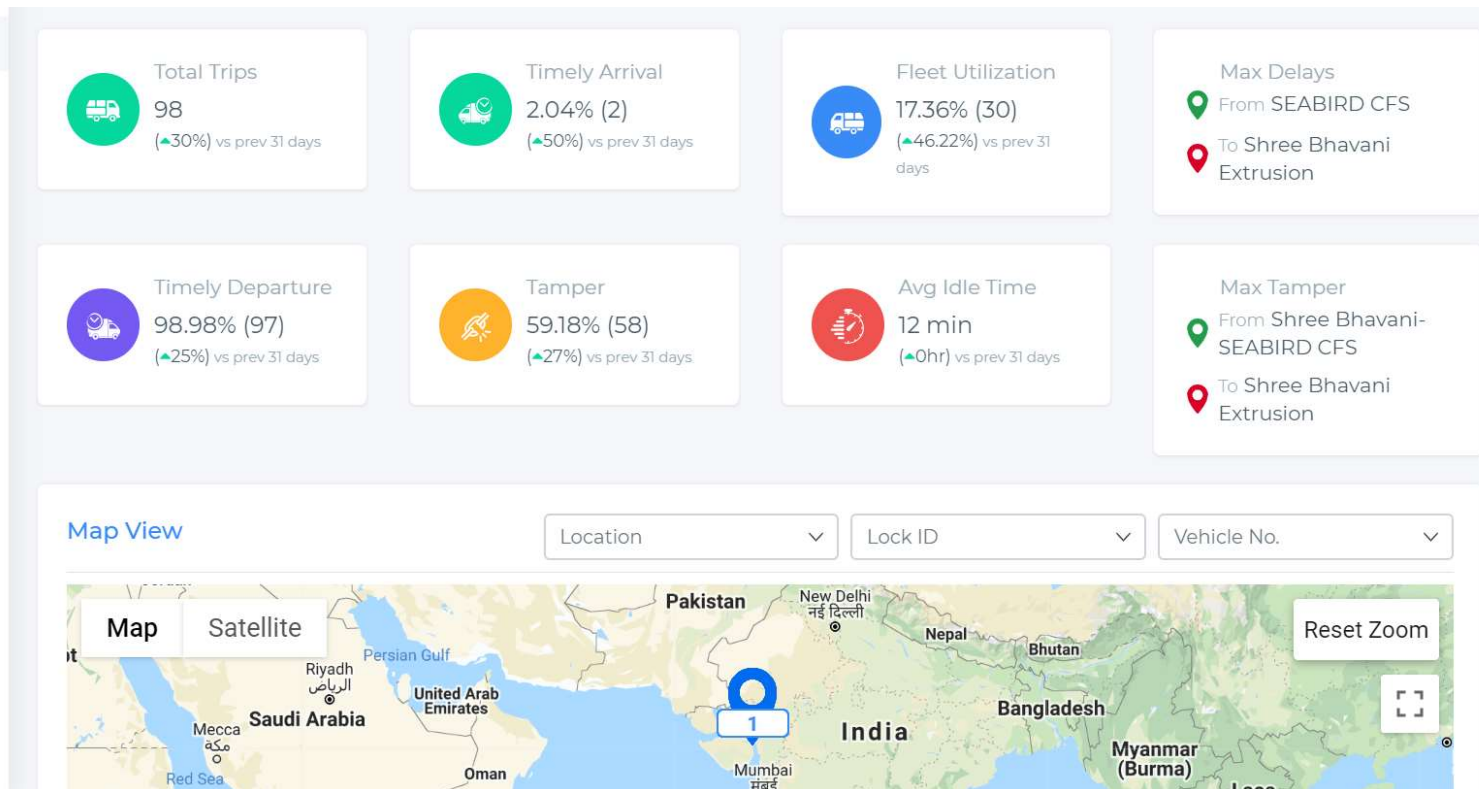 Total Trips
98
(▲30%) vs prev 31 days
Timely Arrival
2.04% (2)
(▲50%) vs prev 31 days
Fleet Utilization
17.36% (30)
(▲46.22%) vs prev 31
days
Max Delays
From SEABIRD CFS
To Shree Bhavani
Extrusion
Timely Departure
98.98% (97)
(▲25%) vs prev 31 days
Tamper
59.18% (58)
(▲27%) vs prev 31 days
Avg Idle Time
12 min
(▲0hr) vs prev 31 days
Max Tamper
From Shree Bhavani-
SEABIRD CFS
To Shree Bhavani
Extrusion
Map View
Location
Lock ID
Vehicle No.
Map
Satellite
Reset Zoom
Pakistan
New Delhi
नई दिल्ली
Nepal
Bhutan
Persian Gulf
Riyadh
الرياض
United Arab
Emirates
Saudi Arabia
Mecca
مكة
Red Sea
Oman
1
India
Bangladesh
Mumbai
मुंबई
Myanmar
(Burma)